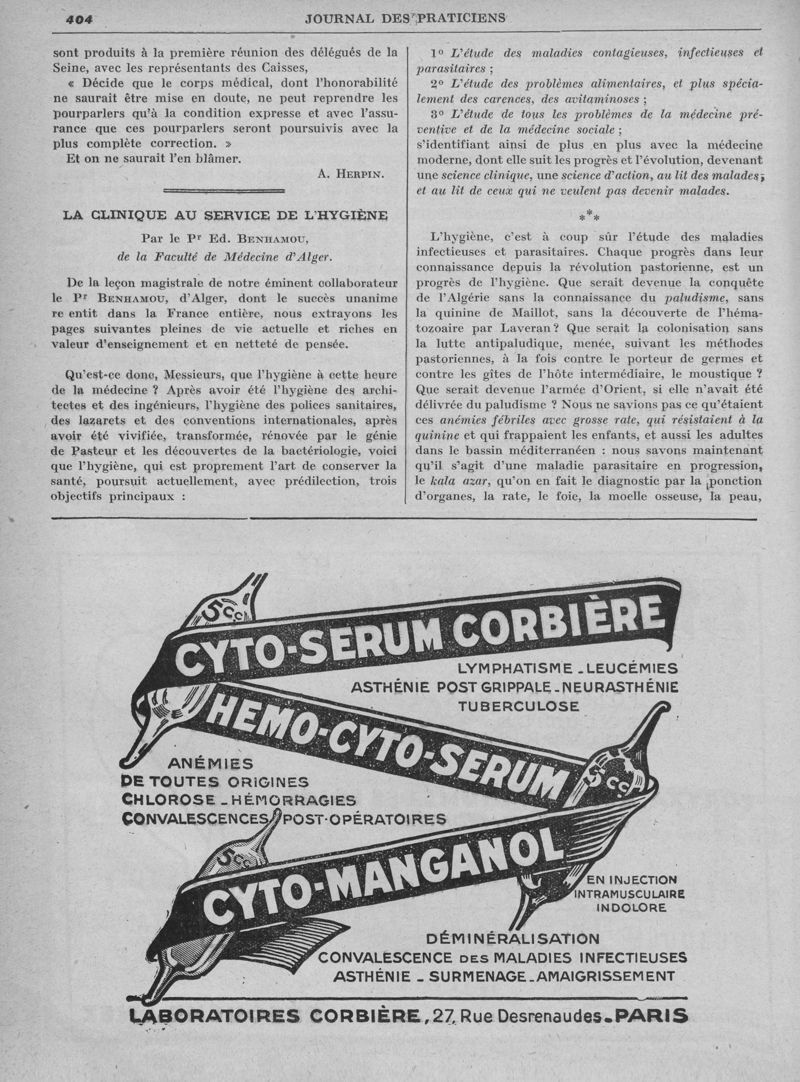 404
JOURNAL DES PRATICIENS
sont produits à la première réunion des délégués de la
Seine, avec les représentants des Caisses,
« Décide que le corps médical, dont l'honorabilité
ne saurait être mise en doute, ne peut reprendre les
pourparlers qu'à la condition expresse et avec l'assu-
rance que ces pourparlers seront poursuivis avec la
plus complète correction. »
Et on ne saurait l'en blâmer.
A. HERPIN.
LA CLINIQUE AU SERVICE DE L'HYGIÈNE
Par le Pr Ed. BENHAMOU,
de la Faculté de Médecine d'Alger.
De la leçon magistrale de notre éminent collaborateur
le Pr BENHAMOU, d'Alger, dont le succès unanime
re entit dans la France entière, nous extrayons les
pages suivantes pleines de vie actuelle et riches en
valeur d'enseignement et en netteté de pensée.
Qu'est-ce donc, Messieurs, que l'hygiène à cette heure
de la médecine ? Après avoir été l'hygiène des archi-
tectes et des ingénieurs, l'hygiène des polices sanitaires,
des lazarets et des conventions internationales, après
avoir été vivifiée, transformée, rénovée par le génie
de Pasteur et les découvertes de la bactériologie, voici
que l'hygiène, qui est proprement l'art de conserver la
santé, poursuit actuellement, avec prédilection, trois
objectifs principaux :
1º L'étude des maladies contagieuses, infectieuses et
parasitaires ;
2º L'étude des problèmes alimentaires, et plus spécia-
lement des carences, des avitaminoses ;
3º L'étude de tous les problèmes de la médecine pré-
ventive et de la médecine sociale ;
s'identifiant ainsi de plus en plus avec la médecine
moderne, dont elle suit les progrès et l'évolution, devenant
une science clinique, une science d'action, au lit des malades ;
et au lit de ceux qui ne veulent pas devenir malades.
***
L'hygiène, c'est à coup sûr l'étude des maladies
infectieuses et parasitaires. Chaque progrès dans leur
connaissance depuis la révolution pastorienne, est un
progrès de l'hygiène. Que serait devenue la conquête
de l'Algérie sans la connaissance du paludisme, sans
la quinine de Maillot, sans la découverte de l'héma-
tozoaire par Laveran ? Que serait la colonisation sans
la lutte antipaludique, menée, suivant les méthodes
pastoriennes, à la fois contre le porteur de germes et
contre les gîtes de l'hôte intermédiaire, le moustique ?
Que serait devenue l'armée d'Orient, si elle n'avait été
délivrée du paludisme ? Nous ne savions pas ce qu'étaient
ces anémies fébriles avec grosse rate, qui résistaient à la
quinine et qui frappaient les enfants, et aussi les adultes
dans le bassin méditerranéen : nous savons maintenant
qu'il s'agit d'une maladie parasitaire en progression,
le kala azar, qu'on en fait le diagnostic par la ponction
d'organes, la rate, le foie, la moelle osseuse, la peau,
5cc
CYTO-SERUM CORBIÈRE
LYMPHATISME - LEUCÉMIES
ASTHÉNIE POST GRIPPALE - NEURASTHÉNIE
TUBERCULOSE
HEMO-CYTO-SERUM
5cc
ANÉMIES
DE TOUTES ORIGINES
CHLOROSE - HÉMORRAGIES
CONVALESCENCES POST-OPÉRATOIRES
5cc
CYTO-MANGANOL
EN INJECTION
INTRAMUSCULAIRE
INDOLORE
DÉMINÉRALISATION
CONVALESCENCE DES MALADIES INFECTIEUSES
ASTHÉNIE - SURMENAGE - AMAIGRISSEMENT
LABORATOIRES CORBIÈRE, 27, Rue Desrenaudes - PARIS